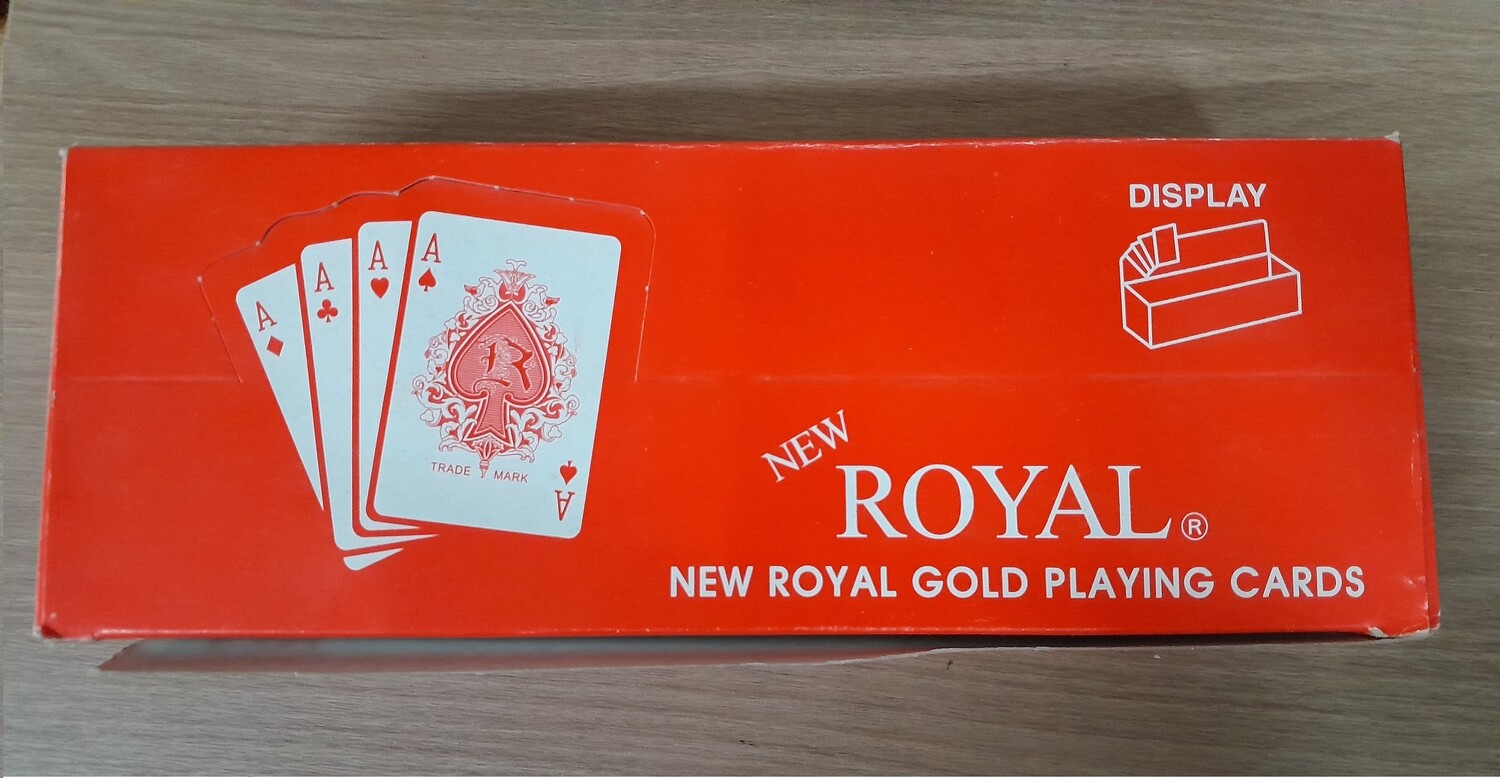 A
A
A
A
R
TRADE MARK
A
DISPLAY
NEW
ROYAL ®
NEW ROYAL GOLD PLAYING CARDS